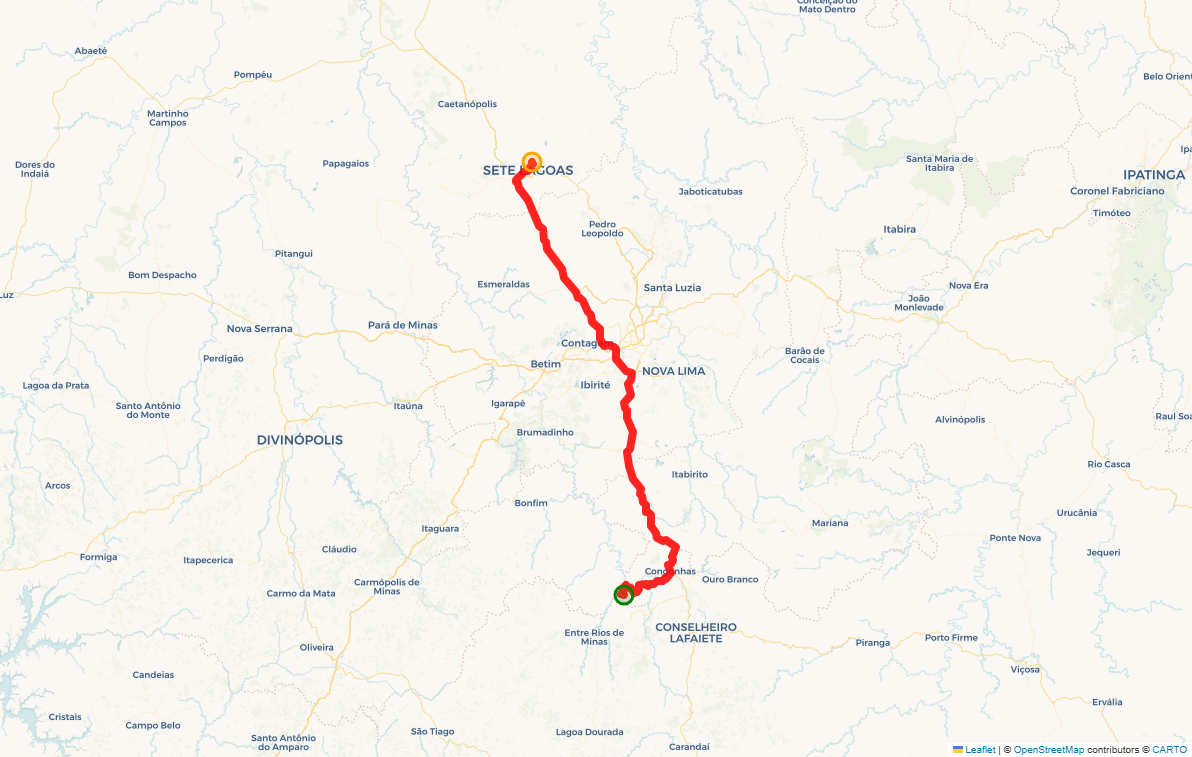 Conceição do
Mato Dentro
Abaeté
Pompéu
Belo Orient
Caetanópolis
Martinho
Campos
Dores do
Indaiá
Papagaios
SETE LAGOAS
Santa Maria de
Itabira
IPATINGA
Coronel Fabriciano
Jaboticatubas
Timóteo
Pedro
Leopoldo
Itabira
Pitangui
Bom Despacho
Esmeraldas
Santa Luzia
Nova Era
Luz
João
Monlevade
Nova Serrana
Pará de Minas
Contagem
Perdigão
Betim
Barão de
Cocais
NOVA LIMA
Lagoa da Prata
Ibirité
Santo Antônio
do Monte
Itaúna
Igarapé
Alvinópolis
Raul Soa
Brumadinho
DIVINÓPOLIS
Rio Casca
Itabirito
Arcos
Bonfim
Urucânia
Itaguara
Mariana
Ponte Nova
Cláudio
Jequeri
Formiga
Itapecerica
Congonhas
Ouro Branco
Carmópolis de
Minas
Carmo da Mata
CONSELHEIRO
LAFAIETE
Entre Rios de
Minas
Piranga
Porto Firme
Oliveira
Viçosa
Candeias
Ervália
Cristais
Campo Belo
São Tiago
Lagoa Dourada
Santo Antônio
do Amparo
Carandaí
Leaflet | © OpenStreetMap contributors © CARTO